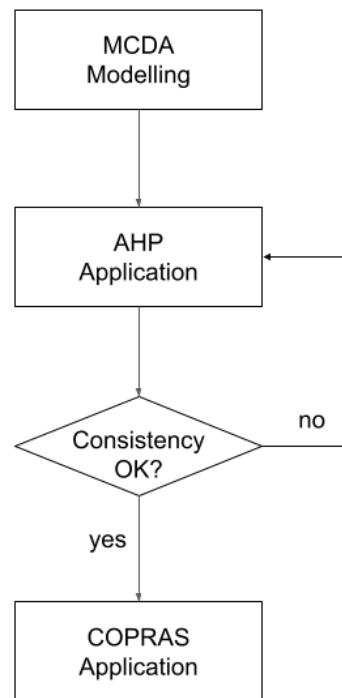 MCDA
Modelling
AHP
Application
Consistency
OK?
no
yes
COPRAS
Application